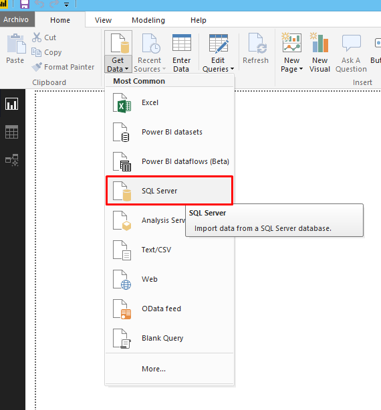 Archivo Home View Modeling Help
Paste
Cut
Copy
Format Painter
Clipboard
Get Data
Recent Sources
Enter Data
Edit Queries
Refresh
New Page
New Visual
Ask A Question
Insert
Most Common
Excel
Power BI datasets
Power BI dataflows (Beta)
SQL Server
SQL Server
Import data from a SQL Server database.
Analysis
Text/CSV
Web
OData feed
Blank Query
More...